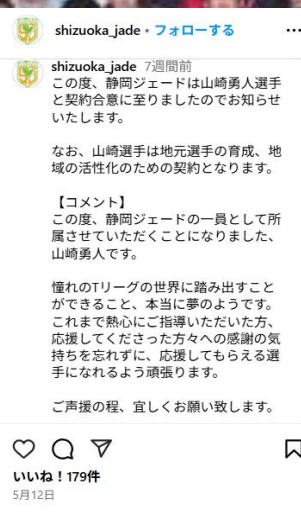 shizuoka_jade • フォローする
shizuoka_jade 7週間前
この度、静岡ジェードは山崎勇人選手
と契約合意に至りましたのでお知らせ
いたします。
なお、山崎選手は地元選手の育成、地
域の活性化のための契約となります。
【コメント】
この度、静岡ジェードの一員として所
属させていただくことになりました、
山崎勇人です。
憧れのTリーグの世界に踏み出すこと
ができること、本当に夢のようです。
これまで熱心にご指導いただいた方、
応援してくださった方々への感謝の気
持ちを忘れずに、応援してもらえる選
手になれるよう頑張ります。
ご声援の程、宜しくお願い致します。
いいね！179件
5月12日